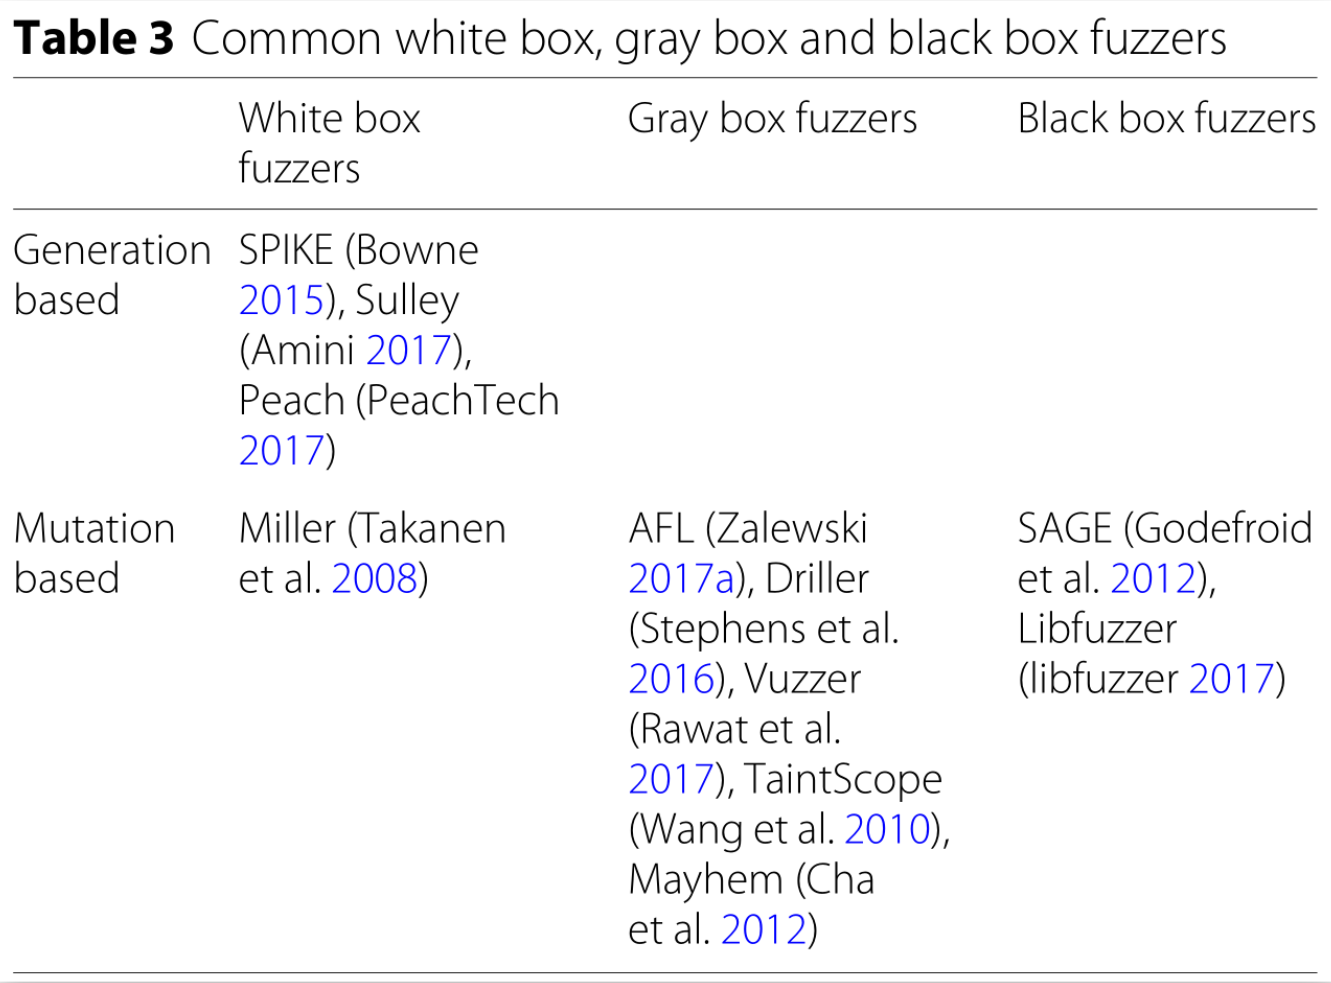 Table 3 Common white box, gray box and black box fuzzers
White box fuzzers
Gray box fuzzers
Black box fuzzers
Generation based
SPIKE (Bowne
2015), Sulley
(Amini 2017),
Peach (PeachTech
2017)
Mutation based
Miller (Takanen
et al. 2008)
AFL (Zalewski
2017a), Driller
(Stephens et al.
2016), Vuzzer
(Rawat et al.
2017), TaintScope
(Wang et al. 2010),
Mayhem (Cha
et al. 2012)
SAGE (Godefroid
et al. 2012),
Libfuzzer
(libfuzzer 2017)